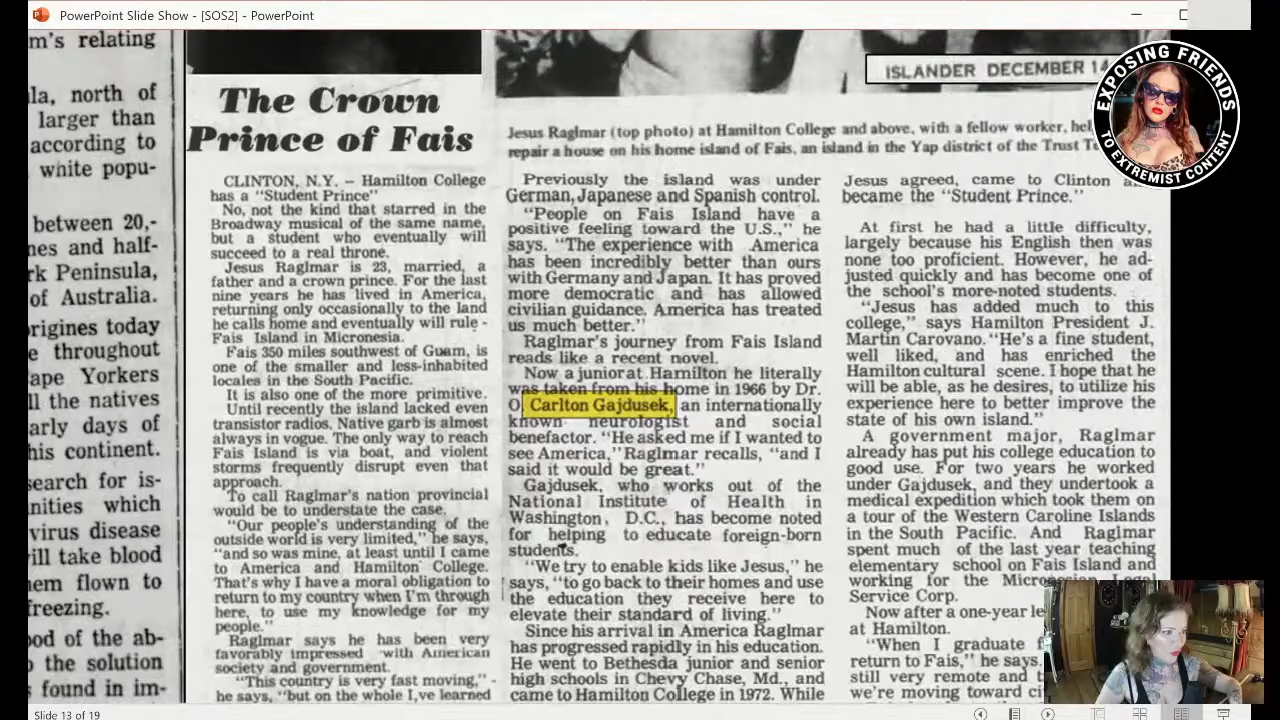 PowerPoint Slide Show - [SOS2] - PowerPoint
EXPOSING FRIENDS
TO EXTREMIST CONTENT
m's relating
la, north of
larger than
according to
white popu-
between 20,-
nes and half-
rk Peninsula,
of Australia.
origines today
e throughout
ape Yorkers
ll the natives
arly days of
his continent.
search for is-
nities which
virus disease
ill take blood
hem flown to
freezing.
od of the ab-
o the solution
s found in im-
The Crown
Prince of Fais
CLINTON, N.Y. – Hamilton College
has a "Student Prince"
No, not the kind that starred in the
Broadway musical of the same name,
but a student who eventually will
succeed to a real throne.
Jesus Raglmar is 23, married, a
father and a crown prince. For the last
nine years he has lived in America,
returning only occasionally to the land
he calls home and eventually will rule -
Fais Island in Micronesia.
Fais 350 miles southwest of Guam, is
one of the smaller and less-inhabited
locales in the South Pacific.
It is also one of the more primitive.
Until recently the island lacked even
transistor radios. Native garb is almost
always in vogue. The only way to reach
Fais Island is via boat, and violent
storms frequently disrupt even that
approach.
To call Raglmar's nation provincial
would be to understate the case.
"Our people's understanding of the
outside world is very limited," he says,
"and so was mine, at least until I came
to America and Hamilton College.
That's why I have a moral obligation to
return to my country when I'm through
here, to use my knowledge for my
people."
Raglmar says he has been very
favorably impressed with American
society and government.
"This country is very fast moving," -
he says, "but on the whole I,ve learned
ISLANDER DECEMBER 14
Jesus Raglmar (top photo) at Hamilton College and above, with a fellow worker, hel
repair a house on his home island of Fais, an island in the Yap district of the Trust T
Previously the island was under
German, Japanese and Spanish control.
"People on Fais Island have a
positive feeling toward the U.S.," he
says. "The experience with America
has been incredibly better than ours
with Germany and Japan. It has proved
more democratic and has allowed
civilian guidance. America has treated
us much better."
Raglmar's journey from Fais Island
reads like a recent novel.
Now a junior at Hamilton he literally
was taken from his home in 1966 by Dr.
O. Carlton Gajdusek, an internationally
known neurologist and social
benefactor. "He asked me if I wanted to
see America," Raglmar recalls, "and I
said it would be great."
Gajdusek, who works out of the
National Institute of Health in
Washington, D.C., has become noted
for helping to educate foreign-born
students.
"We try to enable kids like Jesus," he
says, "to go back to their homes and use
the education they receive here to
elevate their standard of living."
Since his arrival in America Raglmar
has progressed rapidly in his education.
He went to Bethesda junior and senior
high schools in Chevy Chase, Md., and
came to Hamilton College in 1972. While
Jesus agreed, came to Clinton
became the "Student Prince."
At first he had a little difficulty,
largely because his English then was
none too proficient. However, he ad-
justed quickly and has become one of
the school's more-noted students.
"Jesus has added much to this
college," says Hamilton President J.
Martin Carovano. "He's a fine student,
well liked, and has enriched the
Hamilton cultural scene. I hope that he
will be able, as he desires, to utilize his
experience here to better improve the
state of his own island."
A government major, Raglmar
already has put his college education to
good use. For two years he worked
under Gajdusek, and they undertook a
medical expedition which took them on
a tour of the Western Caroline Islands
in the South Pacific. And Raglmar
spent much of the last year teaching
elementary school on Fais Island and
working for the Micronesian Legal
Service Corp.
Now after a one-year le
at Hamilton.
"When I graduate
return to Fais," he says.
still very remote and t
we're moving toward ci
Slide 13 of 19